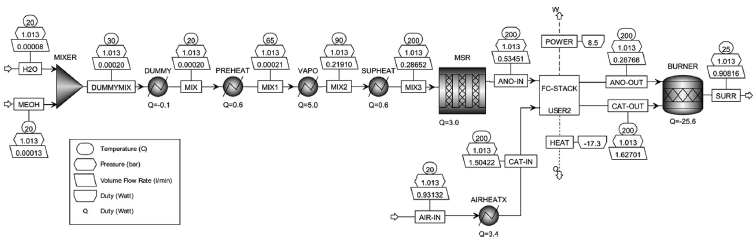 20
1.013
0.00008
H2O
MIXER
MEOH
20
1.013
0.00013
30
1.013
0.00020
DUMMYMIX
DUMMY
Q=-0.1
20
1.013
0.00020
MIX
PREHEAT
Q=0.6
65
1.013
0.00021
MIX1
VAPO
Q=5.0
90
1.013
0.21910
MIX2
SUPHEAT
Q=0.6
200
1.013
0.28652
MIX3
MSR
Q=3.0
200
1.013
0.53451
ANO-IN
W
POWER
8.5
FC-STACK
USER2
HEAT
-17.3
Q
200
1.013
0.28768
ANO-OUT
CAT-OUT
200
1.013
1.62701
BURNER
Q=-25.6
25
1.013
0.90816
SURR
200
1.013
1.50422
CAT-IN
20
1.013
0.93132
AIR-IN
AIRHEATX
Q=3.4
Temperature (C)
Pressure (bar)
Volume Flow Rate (l/min)
Duty (Watt)
Q Duty (Watt)